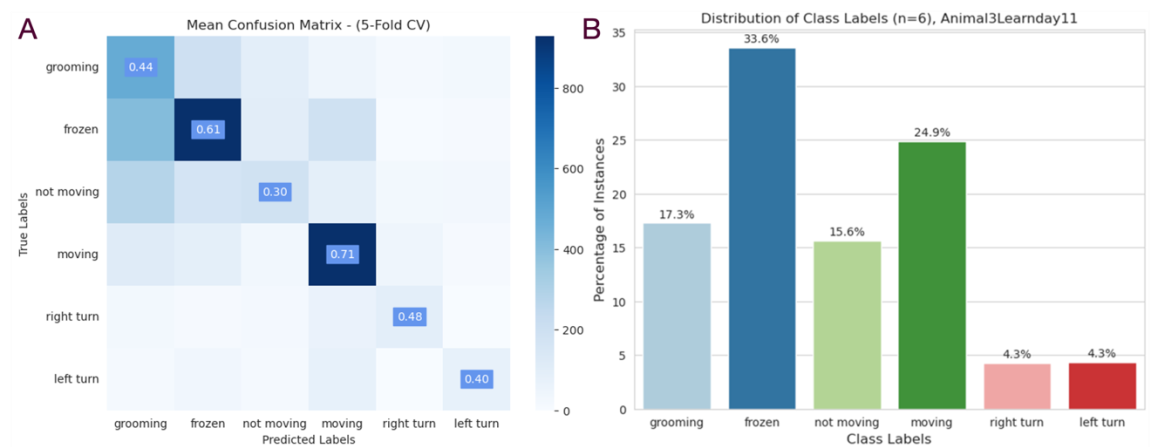 A
Mean Confusion Matrix - (5-Fold CV)
True Labels
grooming
frozen
not moving
moving
right turn
left turn
0.44
0.61
0.30
0.71
0.48
0.40
grooming frozen not moving moving right turn left turn
Predicted Labels
800
600
400
200
0
B
Distribution of Class Labels (n=6), Animal3Learnday11
Percentage of Instances
35
30
25
20
15
10
5
0
17.3%
33.6%
15.6%
24.9%
4.3%
4.3%
grooming frozen not moving moving right turn left turn
Class Labels